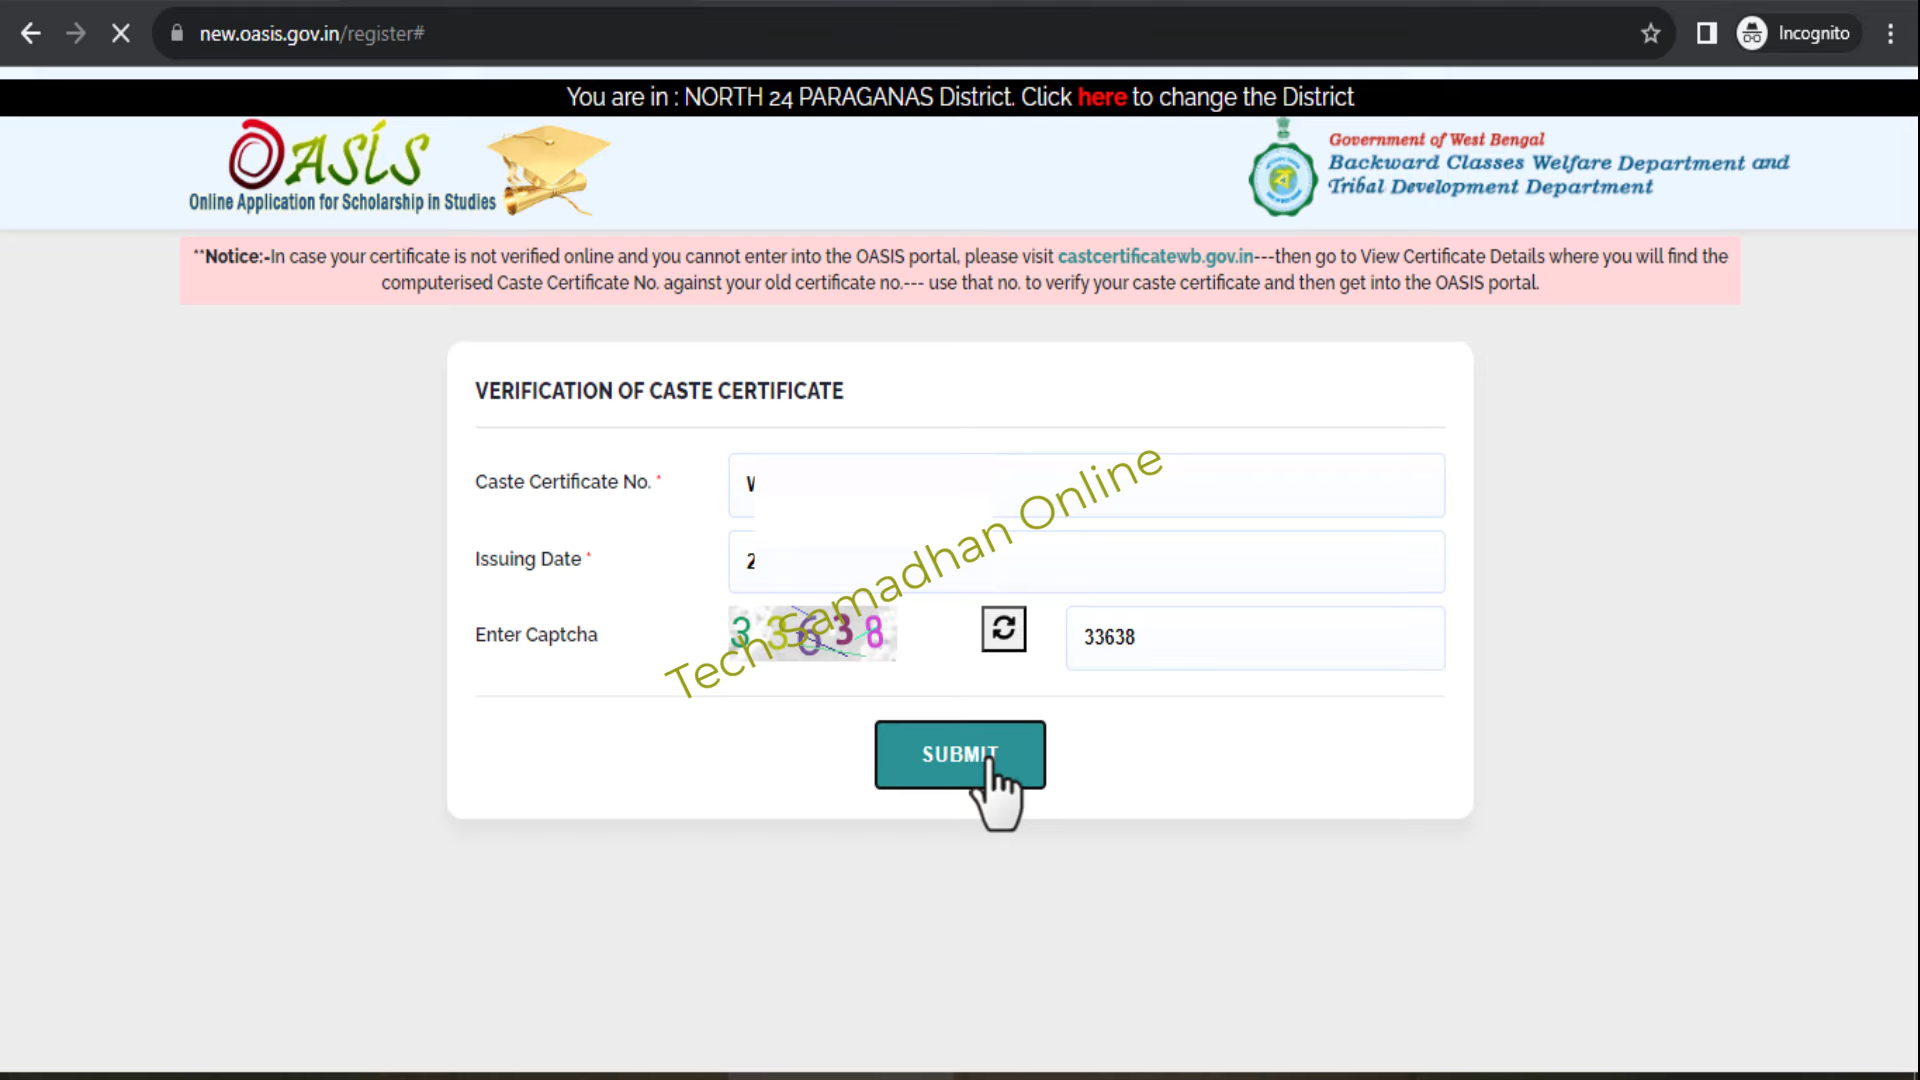 new.oasis.gov.in/register#
Incognito
You are in : NORTH 24 PARAGANAS District. Click here to change the District
OASIS
Online Application for Scholarship in Studies
Government of West Bengal
Backward Classes Welfare Department and
Tribal Development Department
**Notice:-In case your certificate is not verified online and you cannot enter into the OASIS portal, please visit castcertificatewb.gov.in---then go to View Certificate Details where you will find the
computerised Caste Certificate No. against your old certificate no.--- use that no. to verify your caste certificate and then get into the OASIS portal.
VERIFICATION OF CASTE CERTIFICATE
Caste Certificate No. *
Issuing Date *
2
Enter Captcha
33638
33638
Tech Samadhan Online
SUBMIT